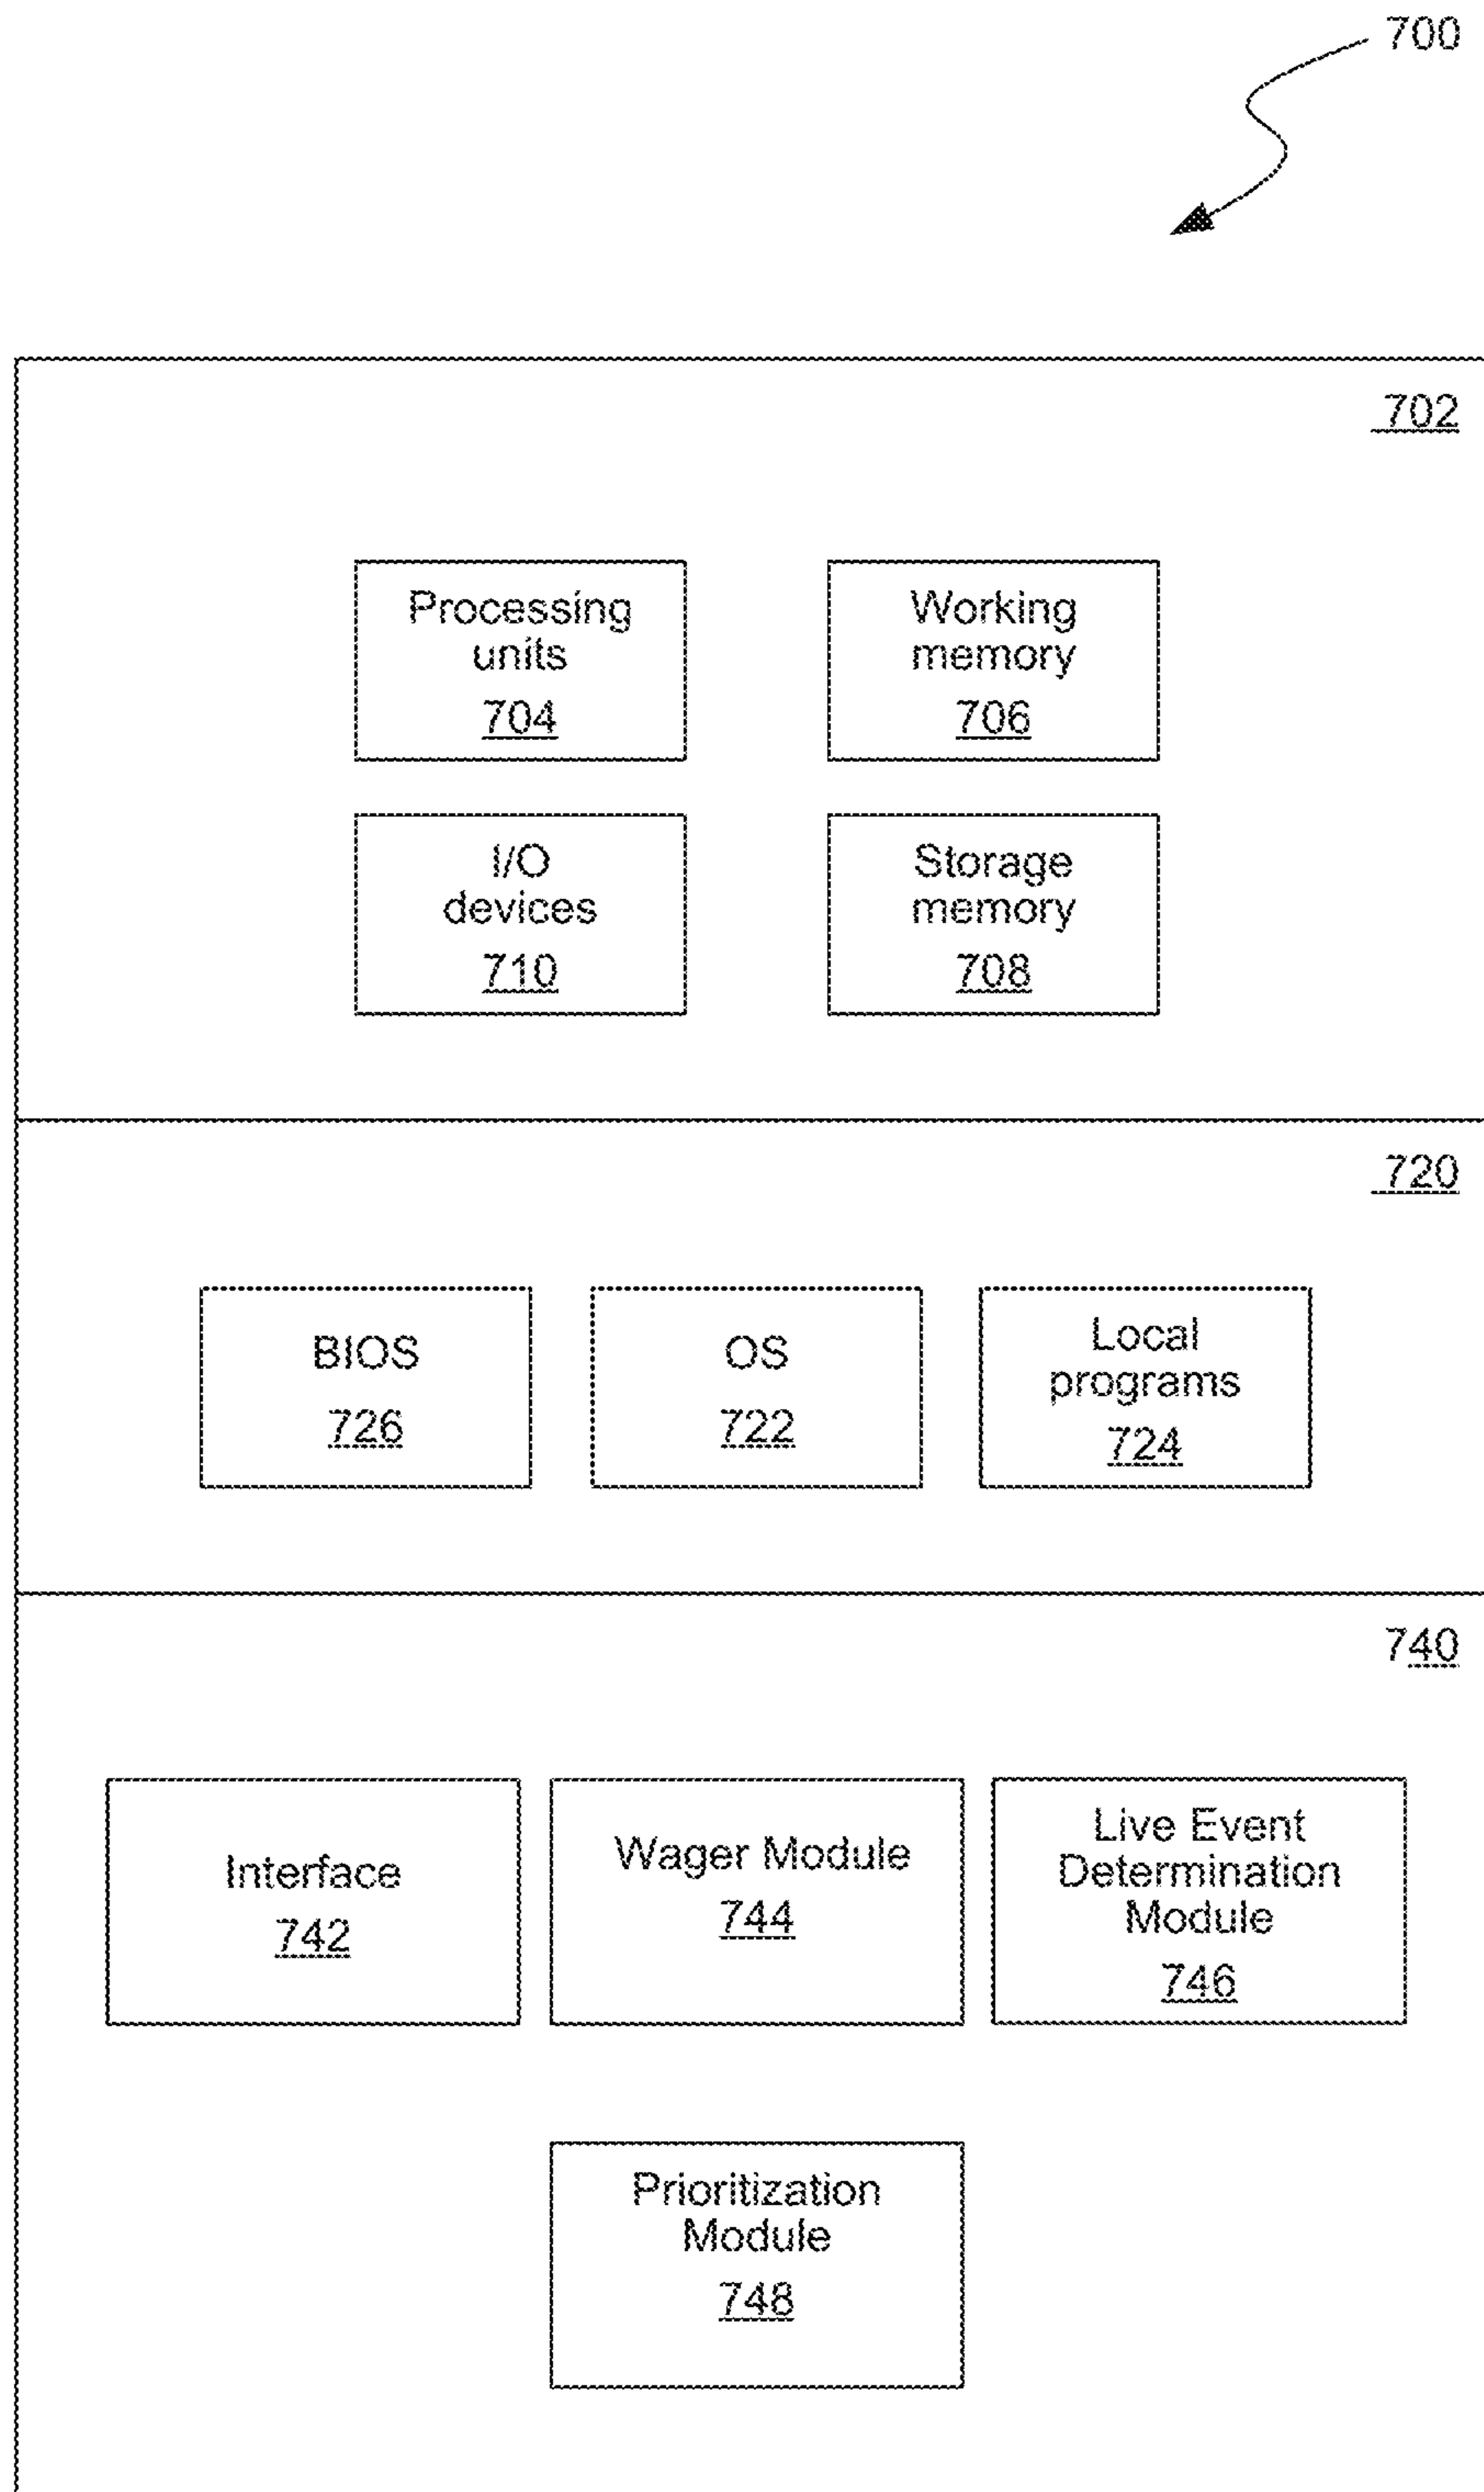 700
702
Processing
units
704
Working
memory
706
I/O
devices
710
Storage
memory
708
720
BIOS
726
OS
722
Local
programs
724
740
Interface
742
Wager Module
744
Live Event
Determination
Module
746
Prioritization
Module
748